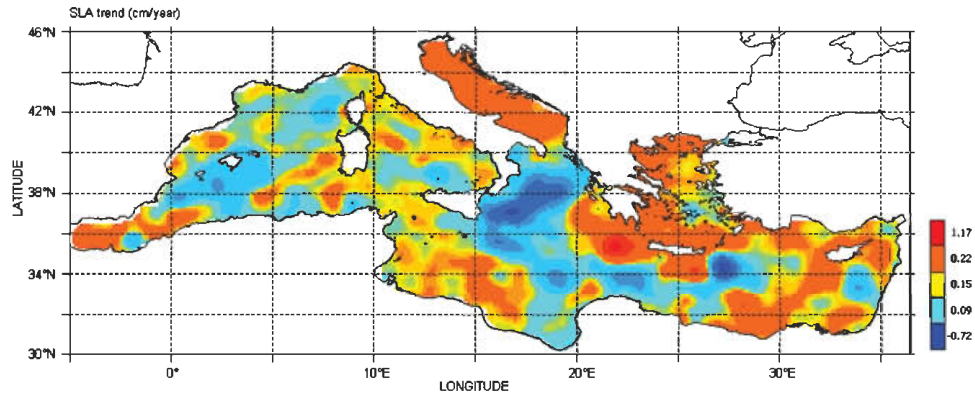 SLA trend (cm/year)
46°N
42°N
38°N
34°N
30°N
LATITUDE
0°
10°E
20°E
30°E
LONGITUDE
1.17
0.22
0.15
0.09
-0.72